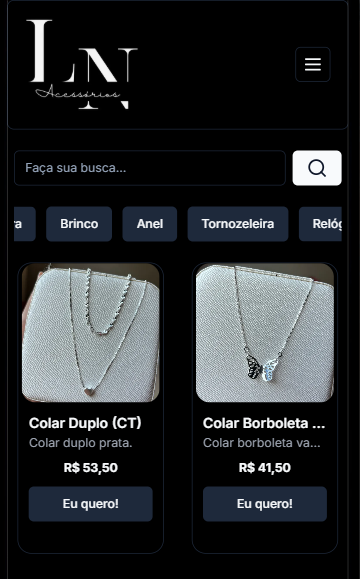 LN
Acessórios
Faça sua busca...
ra
Brinco
Anel
Tornozeleira
Relóg
Colar Duplo (CT)
Colar duplo prata.
R$ 53,50
Eu quero!
Colar Borboleta ...
Colar borboleta va...
R$ 41,50
Eu quero!